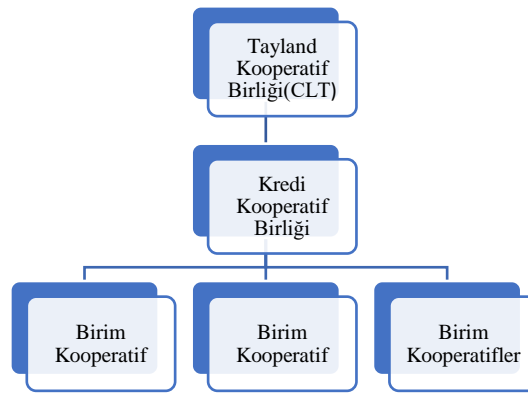 Tayland
Kooperatif
Birliği(CLT)
Kredi
Kooperatif
Birliği
Birim
Kooperatif
Birim
Kooperatif
Birim
Kooperatifler